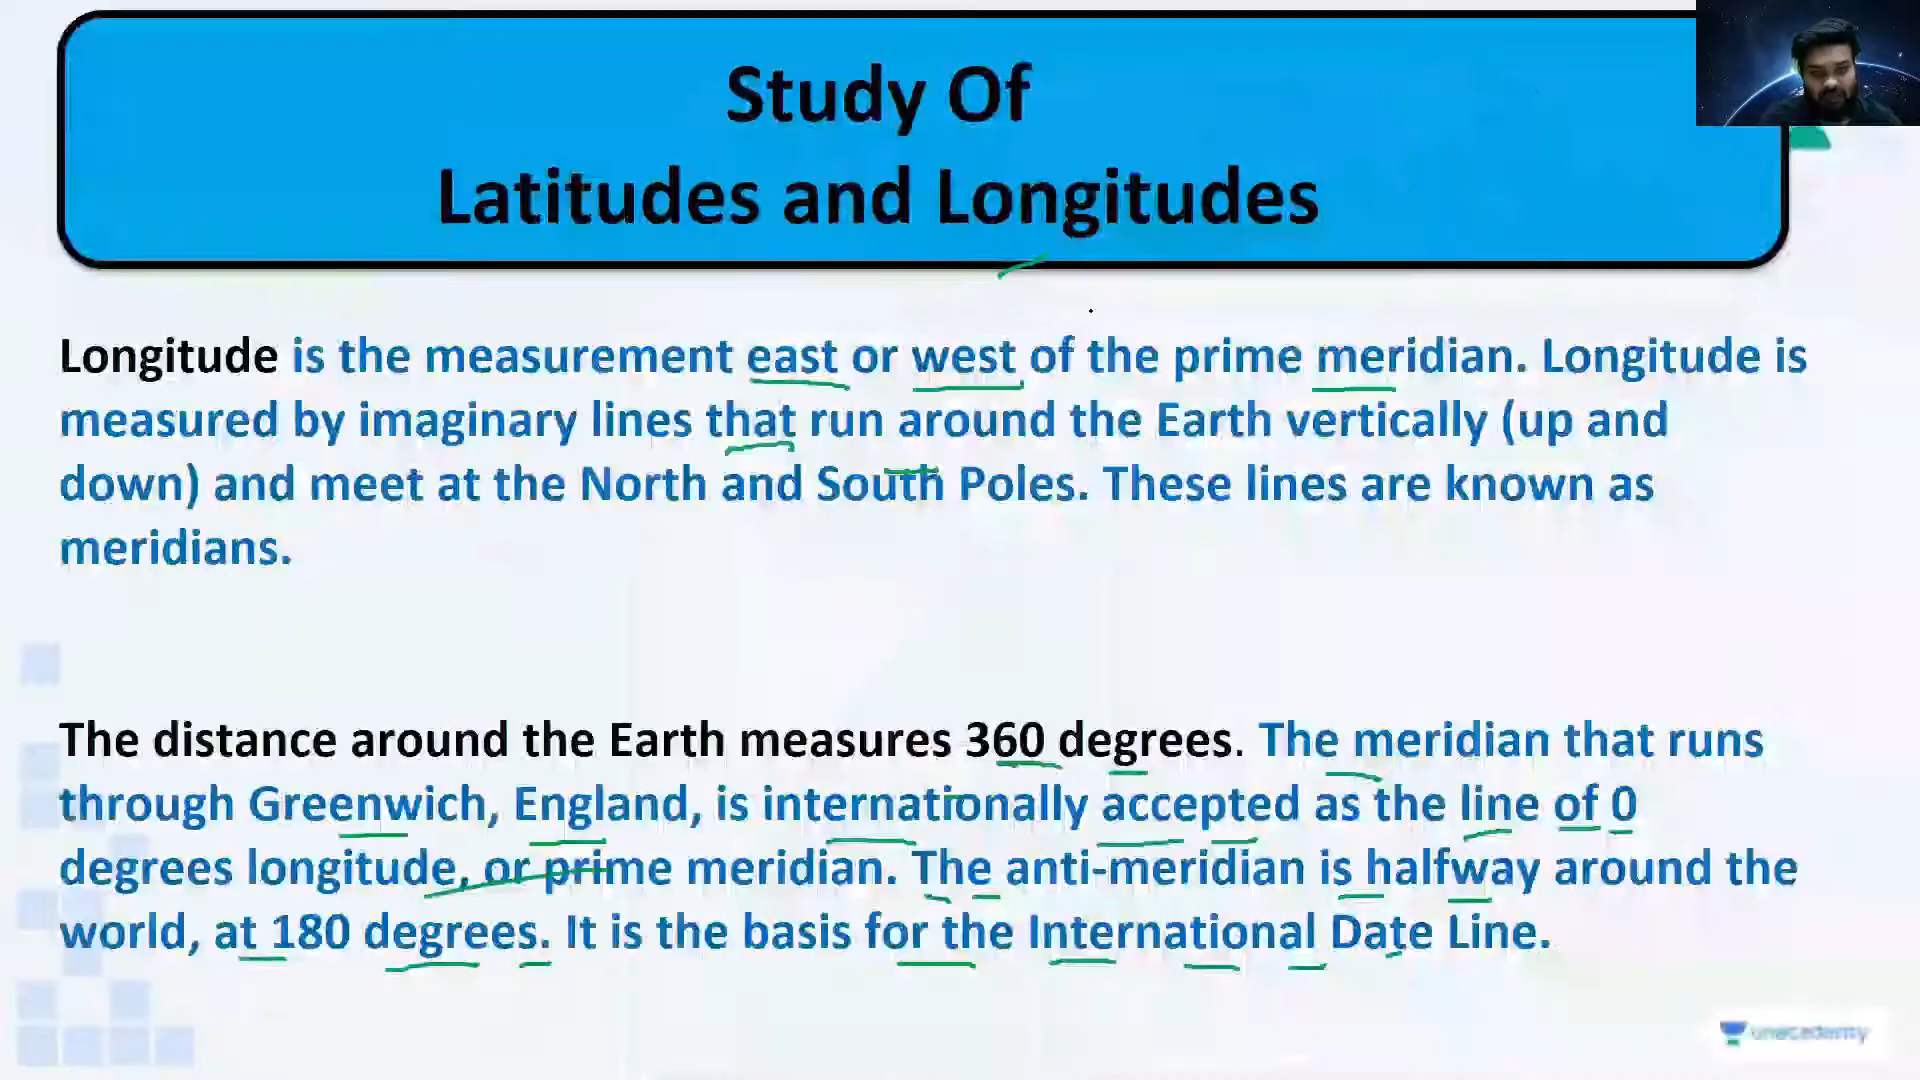 Study Of
Latitudes and Longitudes
Longitude is the measurement east or west of the prime meridian. Longitude is
measured by imaginary lines that run around the Earth vertically (up and
down) and meet at the North and South Poles. These lines are known as
meridians.
The distance around the Earth measures 360 degrees. The meridian that runs
through Greenwich, England, is internationally accepted as the line of 0
degrees longitude, or prime meridian. The anti-meridian is halfway around the
world, at 180 degrees. It is the basis for the International Date Line.
unacademy